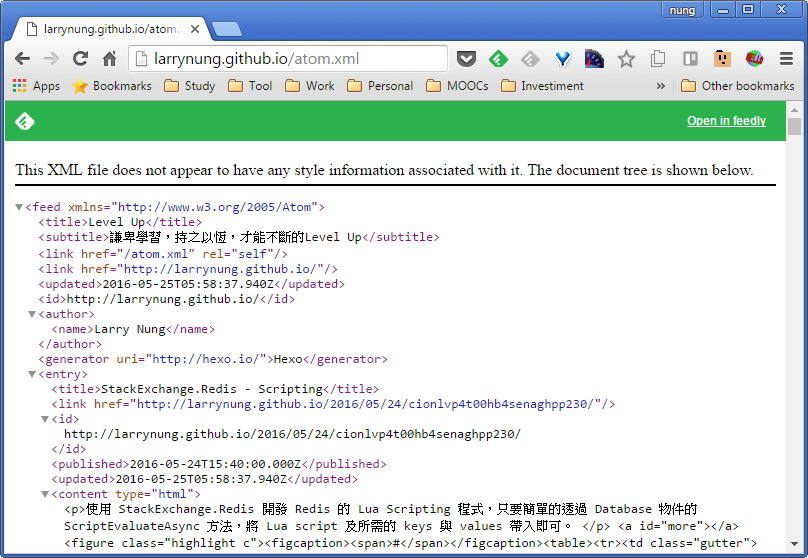 nung
larrynung.github.io/atom.
larrynung.github.io/atom.xml
Apps Bookmarks Study Tool Work Personal MOOCs Investiment » Other bookmarks
Open in feedly
This XML file does not appear to have any style information associated with it. The document tree is shown below.
▼<feed xmlns="http://www.w3.org/2005/Atom">
<title>Level Up</title>
<subtitle>謙卑學習，持之以恆，才能不斷的Level Up</subtitle>
<link href="/atom.xml" rel="self"/>
<link href="http://larrynung.github.io/"/>
<updated>2016-05-25T05:58:37.940Z</updated>
<id>http://larrynung.github.io/</id>
▼<author>
<name>Larry Nung</name>
</author>
<generator uri="http://hexo.io/">Hexo</generator>
▼<entry>
<title>StackExchange.Redis - Scripting</title>
<link href="http://larrynung.github.io/2016/05/24/cionlvp4t00hb4senaghpp230/"/>
▼<id>
http://larrynung.github.io/2016/05/24/cionlvp4t00hb4senaghpp230/
</id>
<published>2016-05-24T15:40:00.000Z</published>
<updated>2016-05-25T05:58:37.940Z</updated>
▼<content type="html">
<p>使用 StackExchange.Redis 開發 Redis 的 Lua Scripting 程式，只要簡單的透過 Database 物件的
ScriptEvaluateAsync 方法，將 Lua script 及所需的 keys 與 values 帶入即可。 </p> <a id="more"></a>
<figure class="highlight c"><figcaption><span>#</span></figcaption><table><tr><td class="gutter">